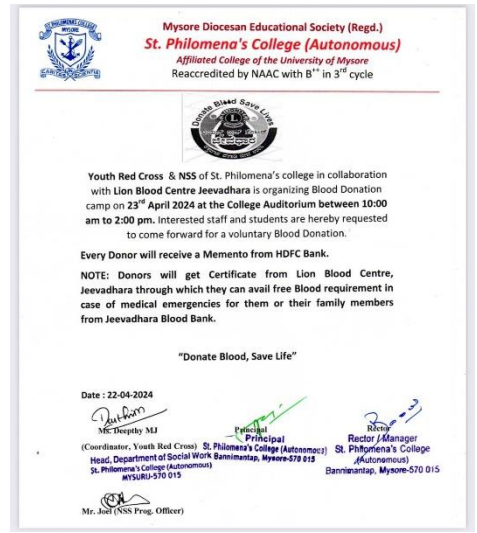 ST. PHILOMENA'S COLLEGE
MYSORE
CARITAS SCIENTIA
Mysore Diocesan Educational Society (Regd.)
St. Philomena's College (Autonomous)
Affiliated College of the University of Mysore
Reaccredited by NAAC with B++ in 3rd cycle
Donate Blood Save Lives
Youth Red Cross & NSS of St. Philomena's college in collaboration
with Lion Blood Centre Jeevadhara is organizing Blood Donation
camp on 23rd April 2024 at the College Auditorium between 10:00
am to 2:00 pm. Interested staff and students are hereby requested
to come forward for a voluntary Blood Donation.
Every Donor will receive a Memento from HDFC Bank.
NOTE: Donors will get Certificate from Lion Blood Centre,
Jeevadhara through which they can avail free Blood requirement in
case of medical emergencies for them or their family members
from Jeevadhara Blood Bank.
"Donate Blood, Save Life"
Date : 22-04-2024
Ms. Deepthy MJ
(Coordinator, Youth Red Cross)
Head, Department of Social Work
St. Philomena's College (Autonomous)
MYSURU-570 015
Principal
Principal
St. Philomena's College (Autonomous)
Bannimantap, Mysore-570 015
Rector
Rector / Manager
St. Philomena's College
(Autonomous)
Bannimantap, Mysore-570 015
Mr. Joel (NSS Prog. Officer)